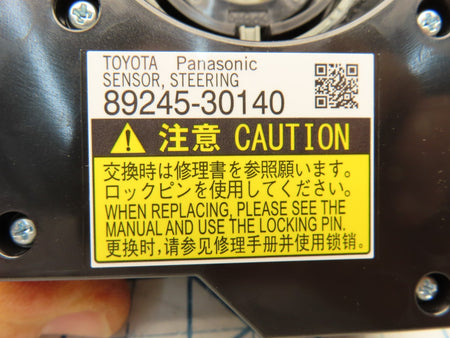 TOYOTA Panasonic
SENSOR, STEERING
89245-30140
注意 CAUTION
交換時は修理書を参照願います。
ロックピンを使用してください。
WHEN REPLACING, PLEASE SEE THE
MANUAL AND USE THE LOCKING PIN.
更换时,请参见修理手册并使用锁销。